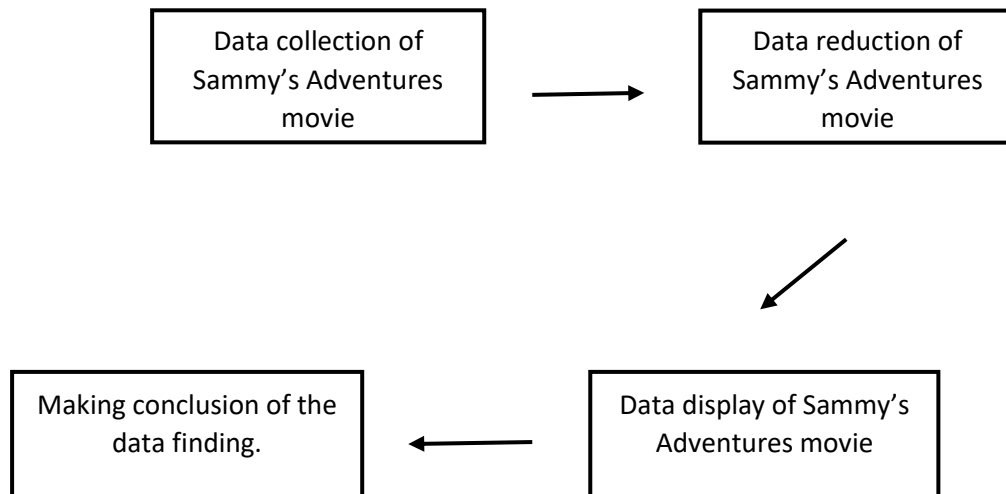 Data collection of
Sammy’s Adventures
movie
Data reduction of
Sammy’s Adventures
movie
Data display of Sammy’s
Adventures movie
Making conclusion of the
data finding.